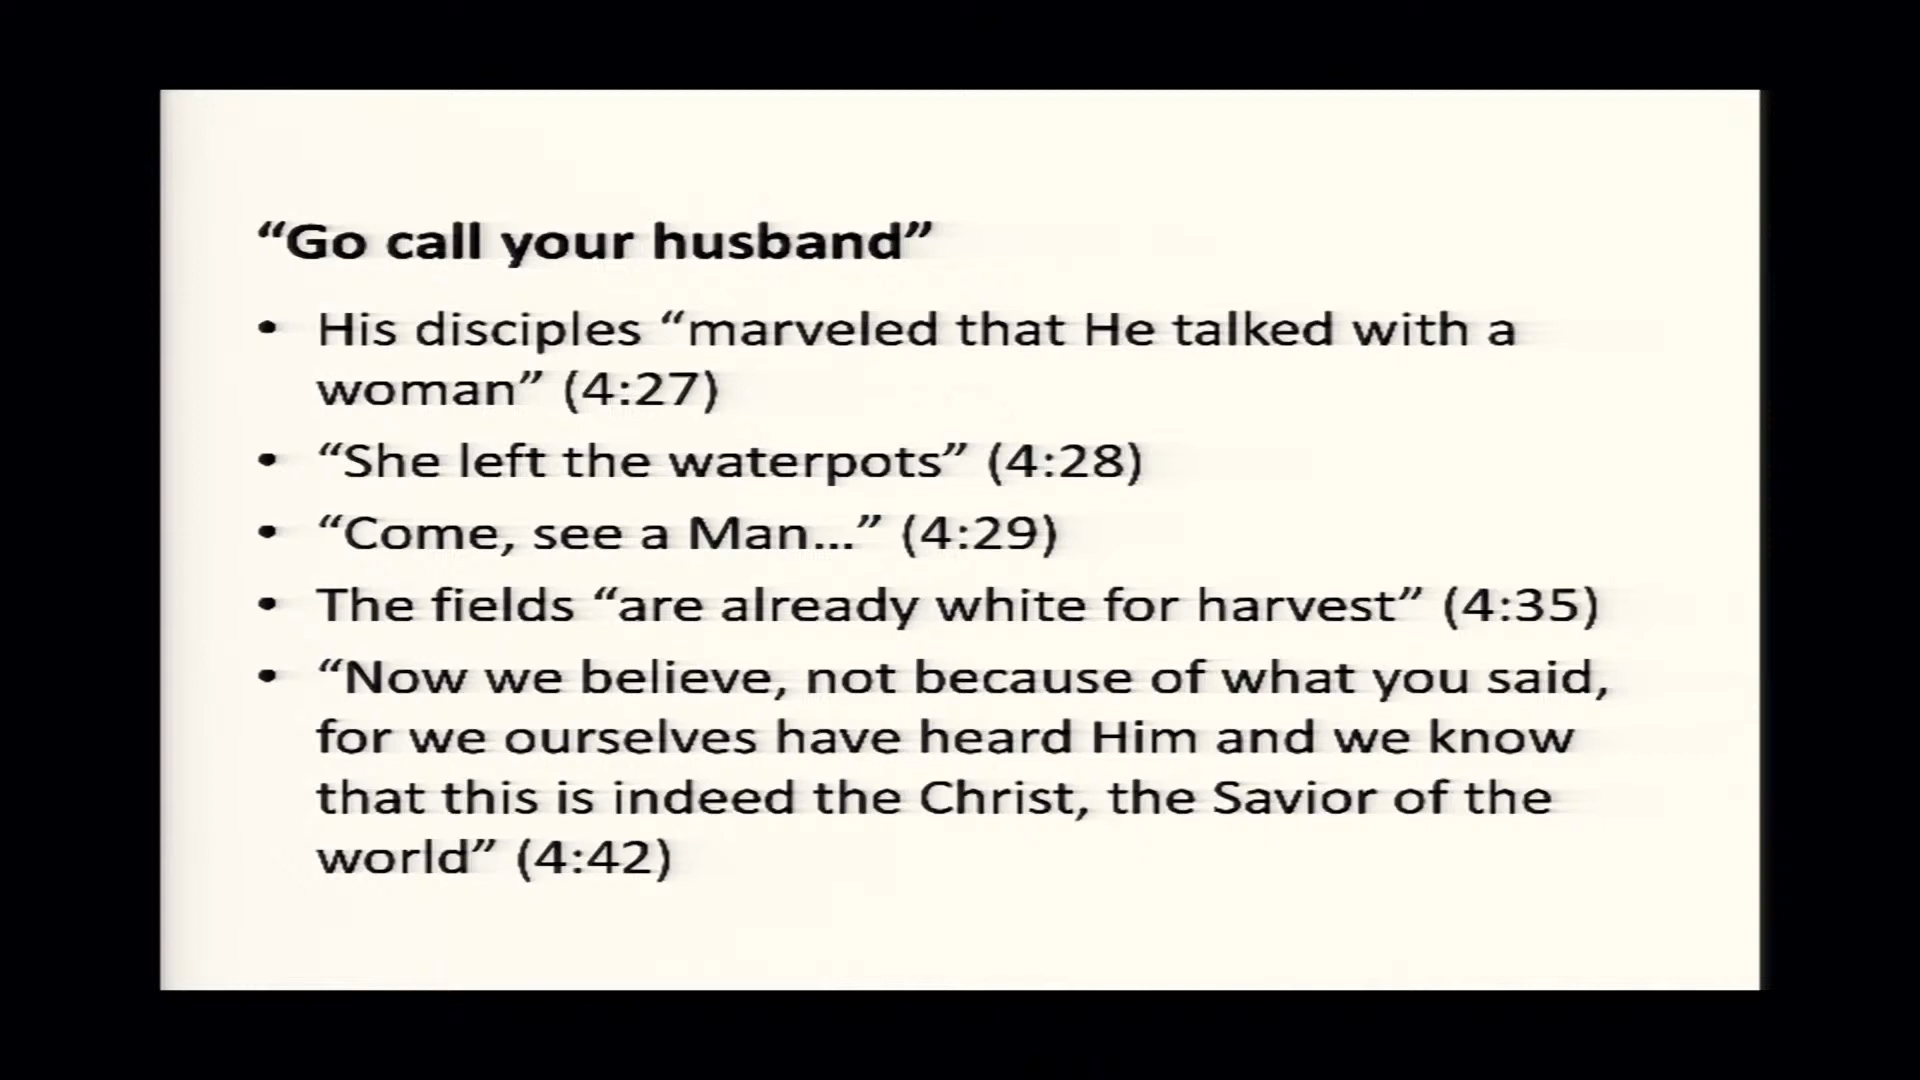 “Go call your husband”
• His disciples “marveled that He talked with a
woman” (4:27)
• “She left the waterpots” (4:28)
• “Come, see a Man...” (4:29)
• The fields “are already white for harvest” (4:35)
• “Now we believe, not because of what you said,
for we ourselves have heard Him and we know
that this is indeed the Christ, the Savior of the
world” (4:42)